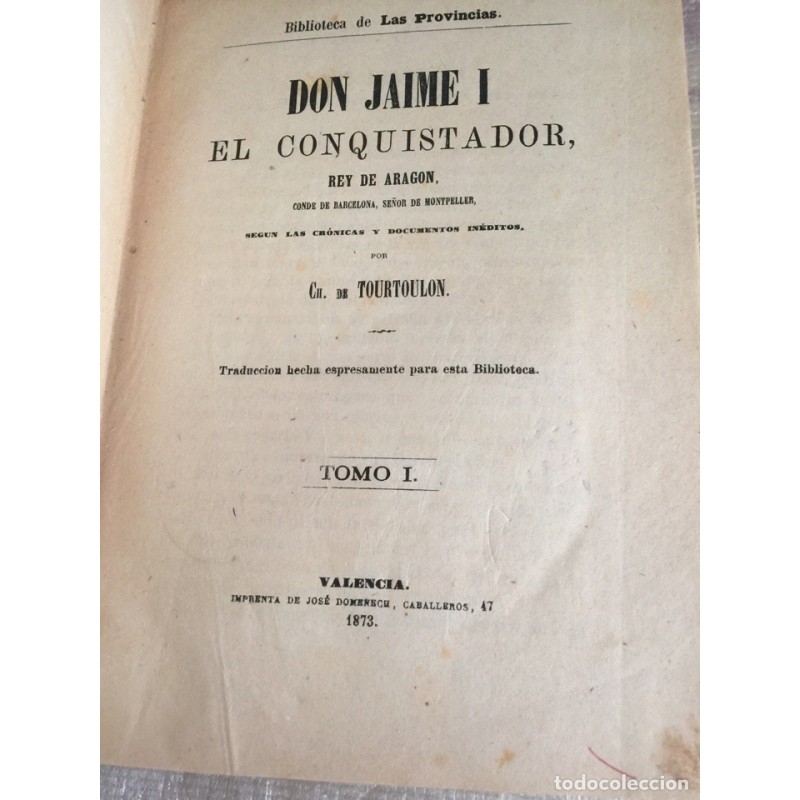 Biblioteca de Las Provincias.
DON JAIME I
EL CONQUISTADOR,
REY DE ARAGON,
CONDE DE BARCELONA, SEÑOR DE MONTPELLER,
SEGUN LAS CRÓNICAS Y DOCUMENTOS INÉDITOS,
POR
CH. DE TOURTOULON.
Traduccion hecha espresamente para esta Biblioteca.
TOMO I.
VALENCIA.
IMPRENTA DE JOSÉ DOMENECH, CABALLEROS, 47
1873.
todocoleccion